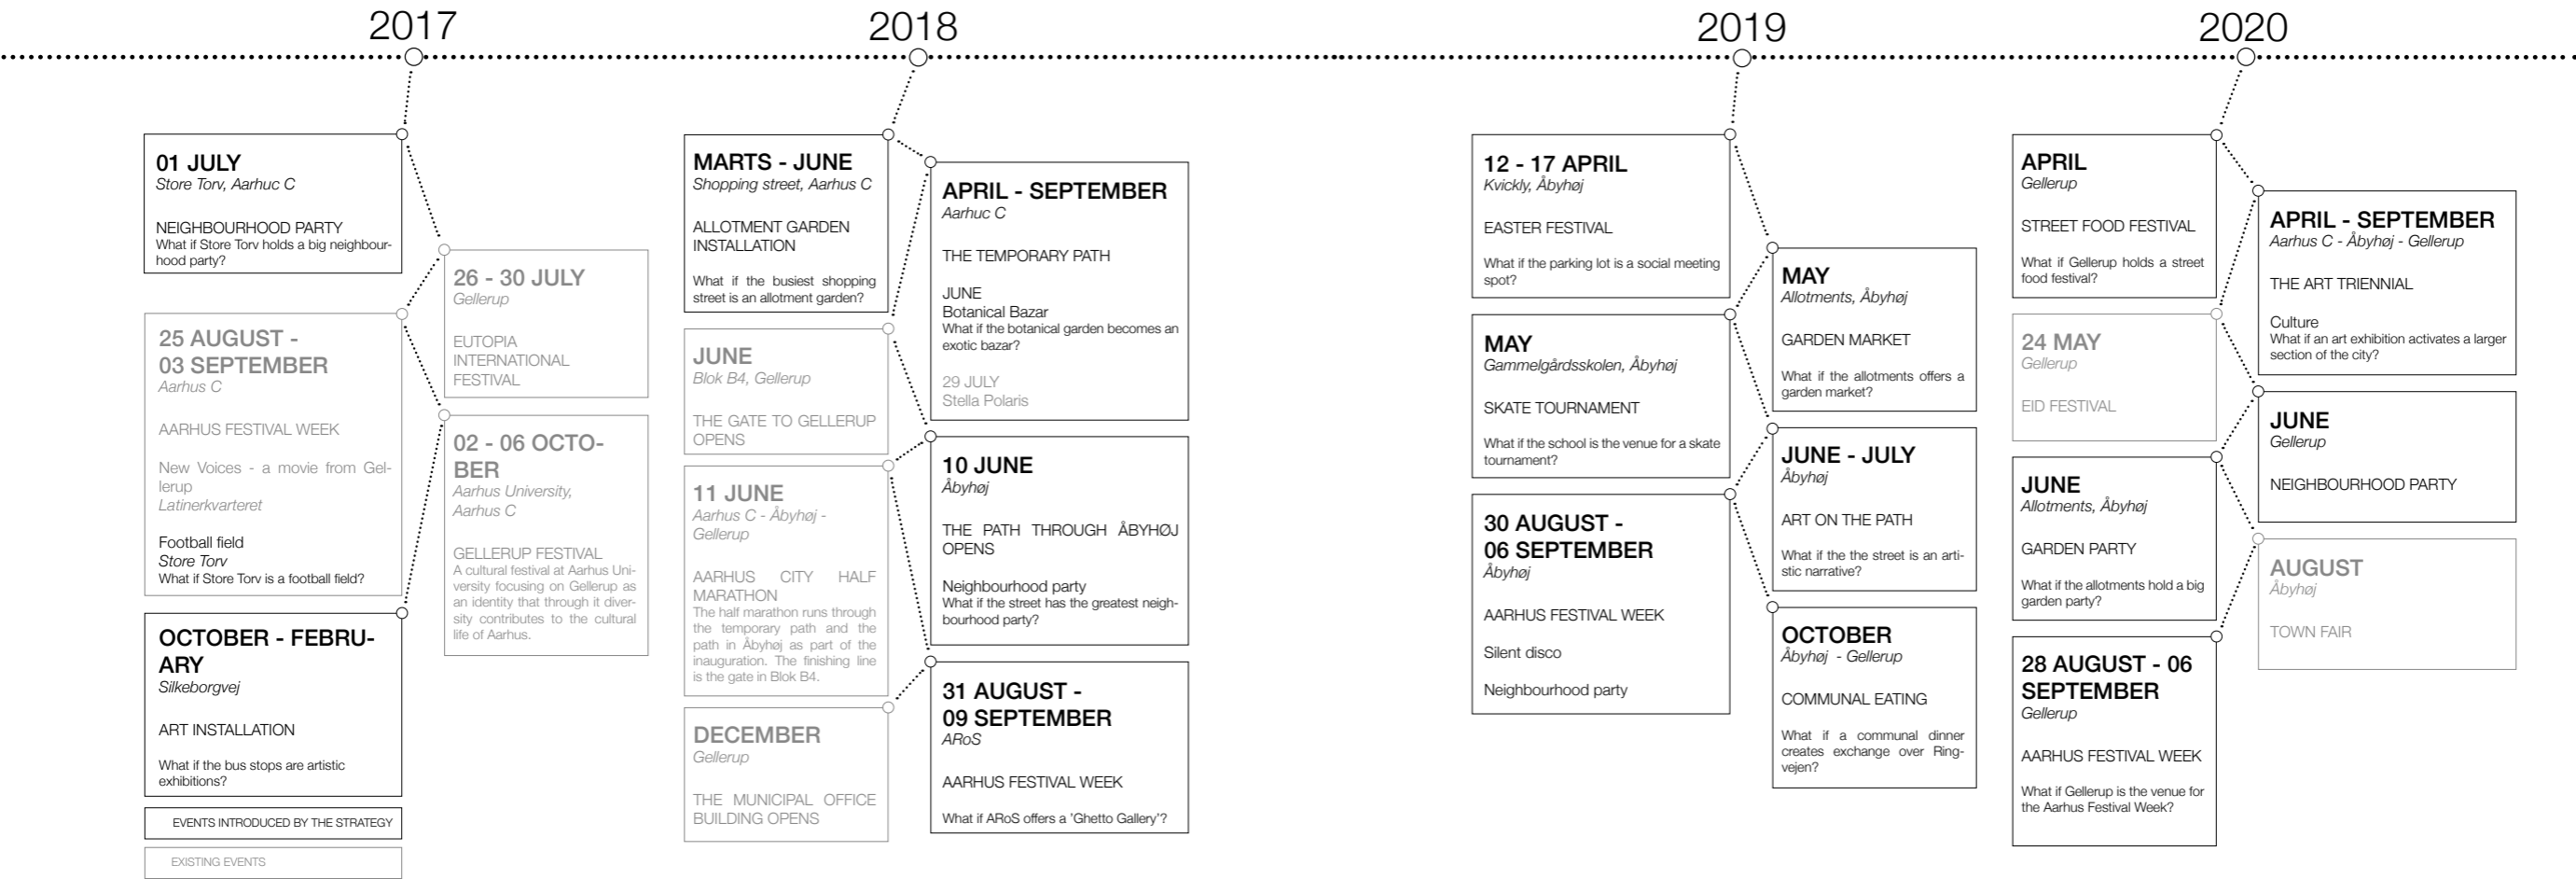 2017
2018
2019
2020
01 JULY
Store Torv, Aarhuc C
NEIGHBOURHOOD PARTY
What if Store Torv holds a big neighbour-
hood party?
26 - 30 JULY
Gellerup
EUTOPIA
INTERNATIONAL
FESTIVAL
25 AUGUST -
03 SEPTEMBER
Aarhus C
AARHUS FESTIVAL WEEK
New Voices - a movie from Gel-
lerup
Latinerkvarteret
Football field
Store Torv
What if Store Torv is a football field?
02 - 06 OCTO-
BER
Aarhus University,
Aarhus C
GELLERUP FESTIVAL
A cultural festival at Aarhus Uni-
versity focusing on Gellerup as
an identity that through it diver-
sity contributes to the cultural
life of Aarhus.
OCTOBER - FEBRU-
ARY
Silkeborgvej
ART INSTALLATION
What if the bus stops are artistic
exhibitions?
EVENTS INTRODUCED BY THE STRATEGY
EXISTING EVENTS
MARTS - JUNE
Shopping street, Aarhus C
ALLOTMENT GARDEN
INSTALLATION
What if the busiest shopping
street is an allotment garden?
APRIL - SEPTEMBER
Aarhuc C
THE TEMPORARY PATH
JUNE
Botanical Bazar
What if the botanical garden becomes an
exotic bazar?
29 JULY
Stella Polaris
JUNE
Blok B4, Gellerup
THE GATE TO GELLERUP
OPENS
10 JUNE
Åbyhøj
THE PATH THROUGH ÅBYHØJ
OPENS
Neighbourhood party
What if the street has the greatest neigh-
bourhood party?
11 JUNE
Aarhus C - Åbyhøj -
Gellerup
AARHUS CITY HALF
MARATHON
The half marathon runs through
the temporary path and the
path in Åbyhøj as part of the
inauguration. The finishing line
is the gate in Blok B4.
31 AUGUST -
09 SEPTEMBER
ARoS
AARHUS FESTIVAL WEEK
What if ARoS offers a 'Ghetto Gallery'?
DECEMBER
Gellerup
THE MUNICIPAL OFFICE
BUILDING OPENS
12 - 17 APRIL
Kvickly, Åbyhøj
EASTER FESTIVAL
What if the parking lot is a social meeting
spot?
MAY
Allotments, Åbyhøj
GARDEN MARKET
What if the allotments offers a
garden market?
MAY
Gammelgårdsskolen, Åbyhøj
SKATE TOURNAMENT
What if the school is the venue for a skate
tournament?
JUNE - JULY
Åbyhøj
ART ON THE PATH
What if the the street is an arti-
stic narrative?
30 AUGUST -
06 SEPTEMBER
Åbyhøj
AARHUS FESTIVAL WEEK
Silent disco
Neighbourhood party
OCTOBER
Åbyhøj - Gellerup
COMMUNAL EATING
What if a communal dinner
creates exchange over Ring-
vejen?
APRIL
Gellerup
STREET FOOD FESTIVAL
What if Gellerup holds a street
food festival?
APRIL - SEPTEMBER
Aarhus C - Åbyhøj - Gellerup
THE ART TRIENNIAL
Culture
What if an art exhibition activates a larger
section of the city?
24 MAY
Gellerup
EID FESTIVAL
JUNE
Gellerup
NEIGHBOURHOOD PARTY
JUNE
Allotments, Åbyhøj
GARDEN PARTY
What if the allotments hold a big
garden party?
AUGUST
Åbyhøj
TOWN FAIR
28 AUGUST - 06
SEPTEMBER
Gellerup
AARHUS FESTIVAL WEEK
What if Gellerup is the venue for
the Aarhus Festival Week?